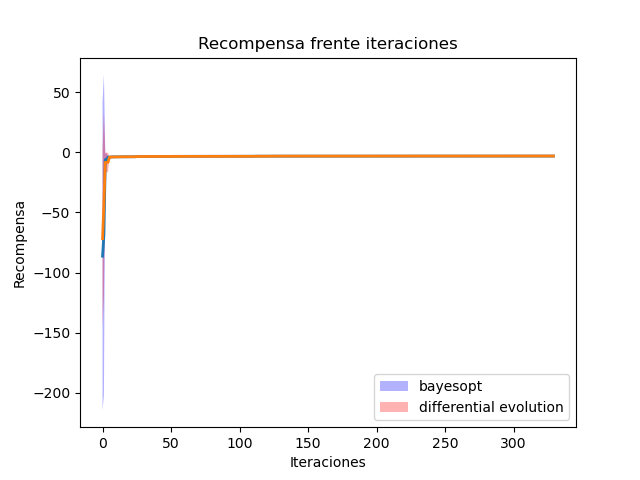 Recompensa frente iteraciones
Recompensa
50
0
−50
−100
−150
−200
0 50 100 150 200 250 300
Iteraciones
bayesopt
differential evolution